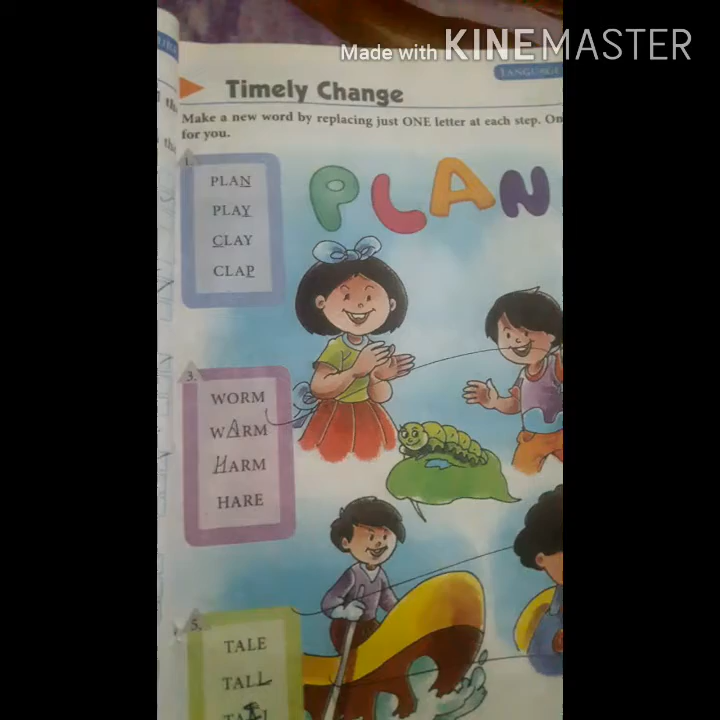 Made with KINEMASTER
LANGUAGE
Timely Change
Make a new word by replacing just ONE letter at each step.
for you.
1.
PLAN
PLAY
CLAY
CLAP
PLAN
3.
WORM
WARM
HARM
HARE
5.
TALE
TALL